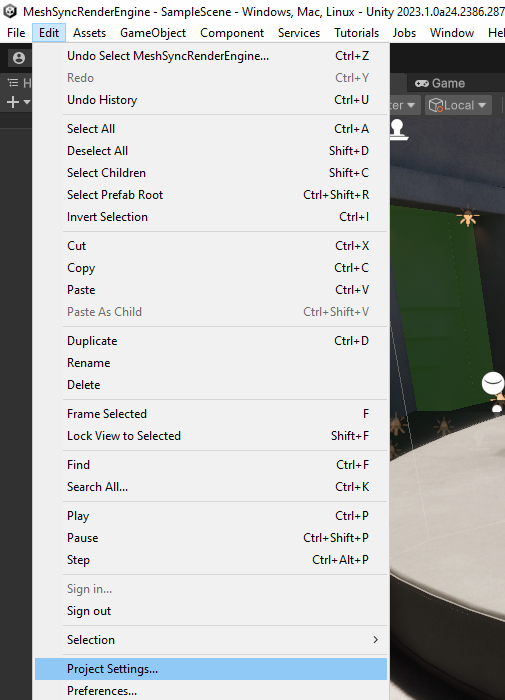 MeshSyncRenderEngine - SampleScene - Windows, Mac, Linux - Unity 2023.1.0a24.2386.287
File Edit Assets GameObject Component Services Tutorials Jobs Window He
H
Game
ter Local
Undo Select MeshSyncRenderEngine... Ctrl+Z
Redo Ctrl+Y
Undo History Ctrl+U
Select All Ctrl+A
Deselect All Shift+D
Select Children Shift+C
Select Prefab Root Ctrl+Shift+R
Invert Selection Ctrl+I
Cut Ctrl+X
Copy Ctrl+C
Paste Ctrl+V
Paste As Child Ctrl+Shift+V
Duplicate Ctrl+D
Rename
Delete
Frame Selected F
Lock View to Selected Shift+F
Find Ctrl+F
Search All... Ctrl+K
Play Ctrl+P
Pause Ctrl+Shift+P
Step Ctrl+Alt+P
Sign in...
Sign out
Selection
Project Settings...
Preferences...